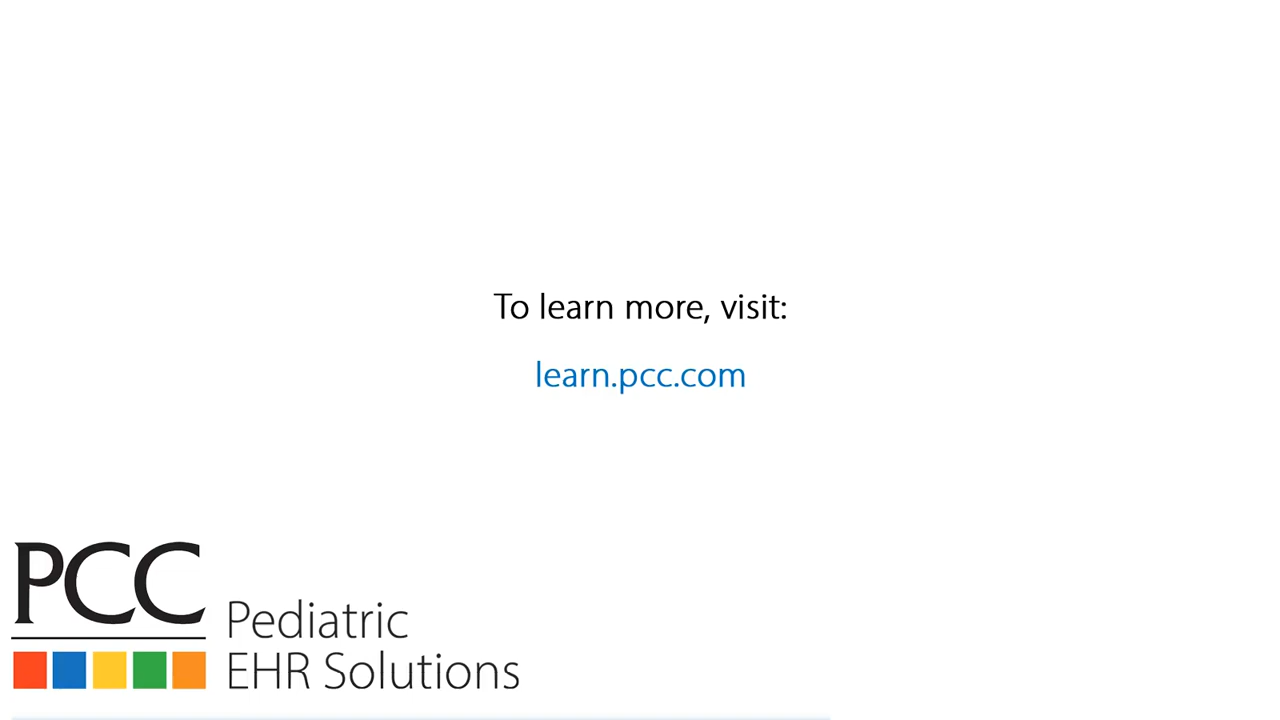 To learn more, visit:
learn.pcc.com
PCC
Pediatric
EHR Solutions